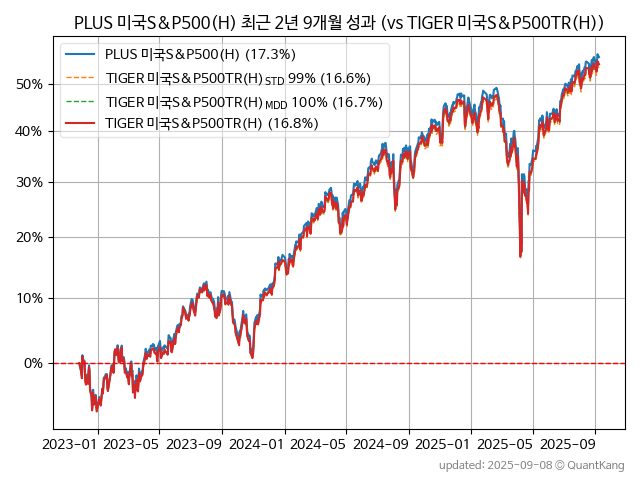 PLUS 미국S&P500(H) 최근 2년 9개월 성과 (vs TIGER 미국S&P500TR(H))
PLUS 미국S&P500(H) (17.3%)
TIGER 미국S&P500TR(H) STD 99% (16.6%)
TIGER 미국S&P500TR(H) MDD 100% (16.7%)
TIGER 미국S&P500TR(H) (16.8%)
50%
40%
30%
20%
10%
0%
2023-01 2023-05 2023-09 2024-01 2024-05 2024-09 2025-01 2025-05 2025-09
updated: 2025-09-08 © QuantKang